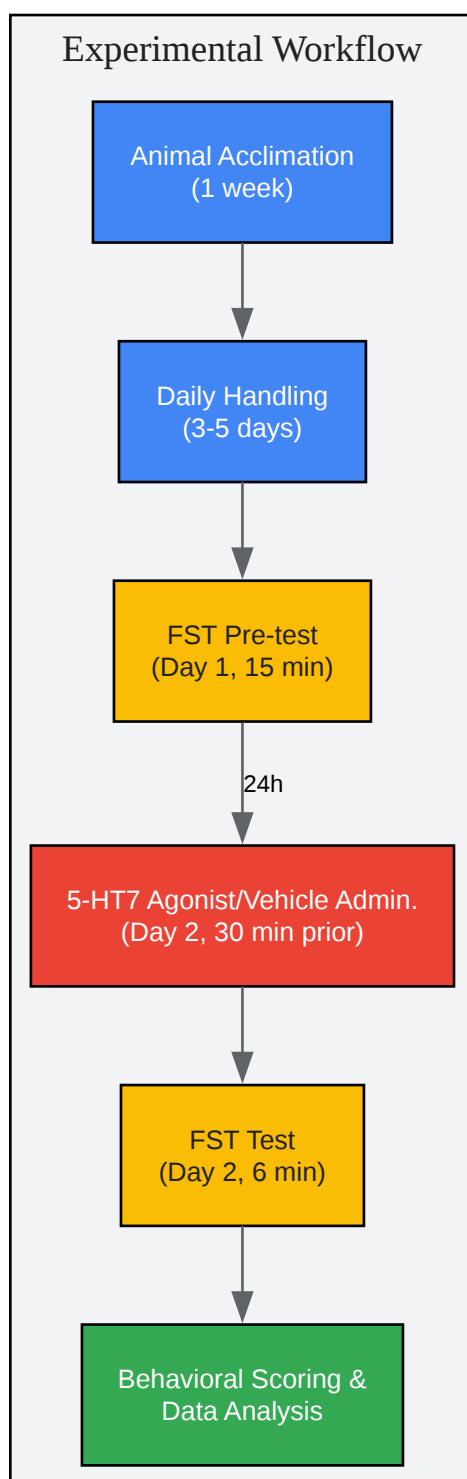 Experimental Workflow
Animal Acclimation
(1 week)
Daily Handling
(3-5 days)
FST Pre-test
(Day 1, 15 min)
24h
5-HT7 Agonist/Vehicle Admin.
(Day 2, 30 min prior)
FST Test
(Day 2, 6 min)
Behavioral Scoring &
Data Analysis